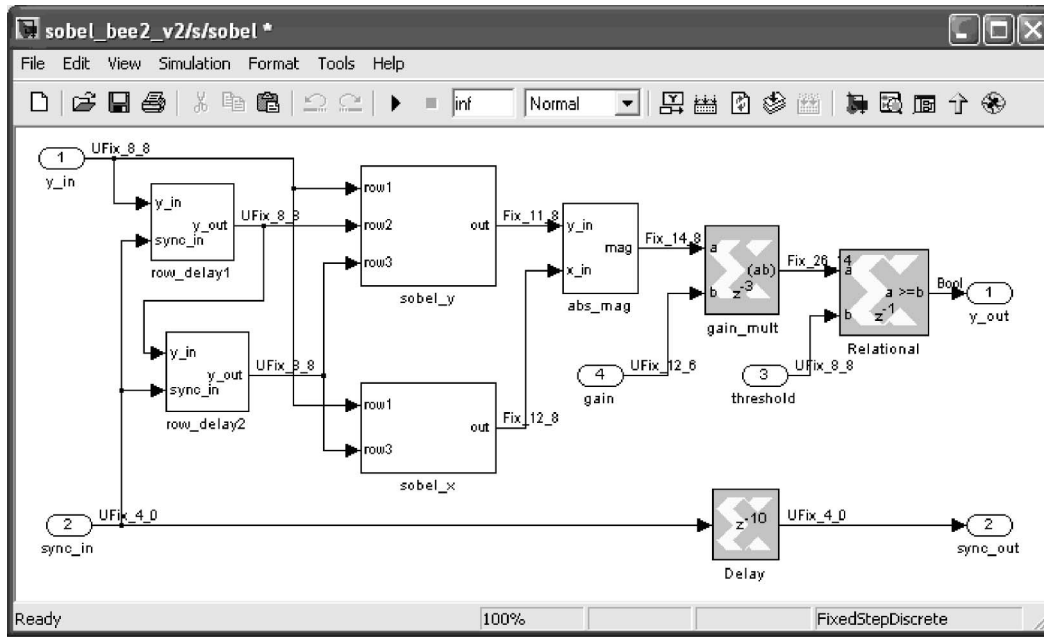 sobel_bee2_v2/s/sobel *
File Edit View Simulation Format Tools Help
inf Normal
1
UFix_8_8
y_in
y_in
y_out
sync_in
UFix_8_8
row_delay1
row1
row2
row3
out
Fix_11_8
sobel_y
y_in
mag
x_in
Fix_14_8
abs_mag
a
(ab)
b
z-3
Fix_26_14
gain_mult
a
a >=b
b
z-1
Bool
1
y_out
Relational
y_in
y_out
sync_in
UFix_8_8
row_delay2
4
UFix_12_6
gain
3
UFix_8_8
threshold
row1
out
row3
Fix_12_8
sobel_x
2
UFix_4_0
sync_in
z-10
UFix_4_0
Delay
2
sync_out
Ready 100% FixedStepDiscrete